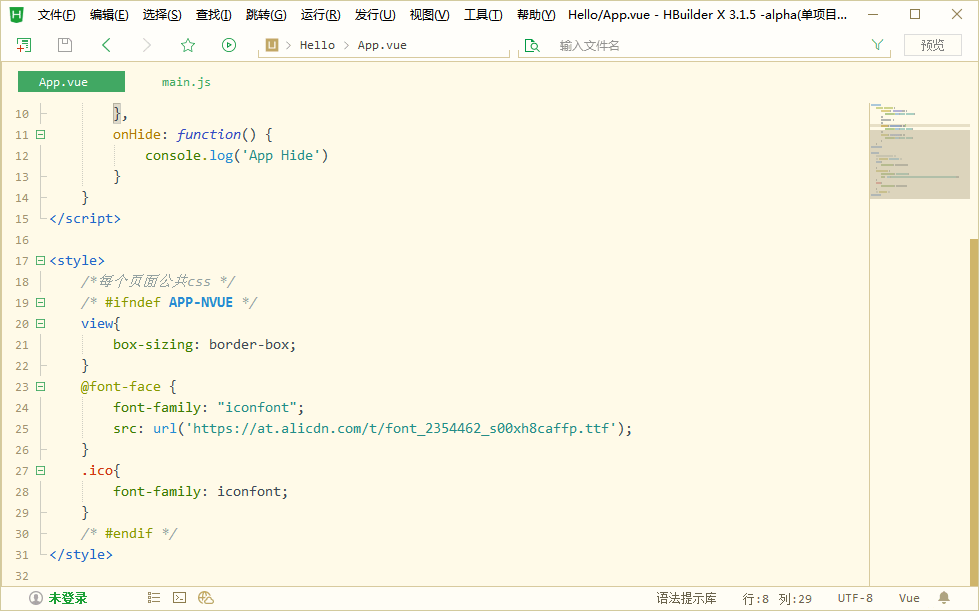 文件(F) 编辑(E) 选择(S) 查找(I) 跳转(G) 运行(R) 发行(U) 视图(V) 工具(T) 帮助(Y) Hello/App.vue - HBuilder X 3.1.5 -alpha(单项目...
U Hello App.vue 输入文件名 预览
App.vue main.js
10 },
11 onHide: function() {
12 console.log('App Hide')
13 }
14 }
15 </script>
16
17 <style>
18 /*每个页面公共css */
19 /* #ifndef APP-NVUE */
20 view{
21 box-sizing: border-box;
22 }
23 @font-face {
24 font-family: "iconfont";
25 src: url('https://at.alicdn.com/t/font_2354462_s00xh8caffp.ttf');
26 }
27 .ico{
28 font-family: iconfont;
29 }
30 /* #endif */
31 </style>
32
未登录 语法提示库 行:8 列:29 UTF-8 Vue